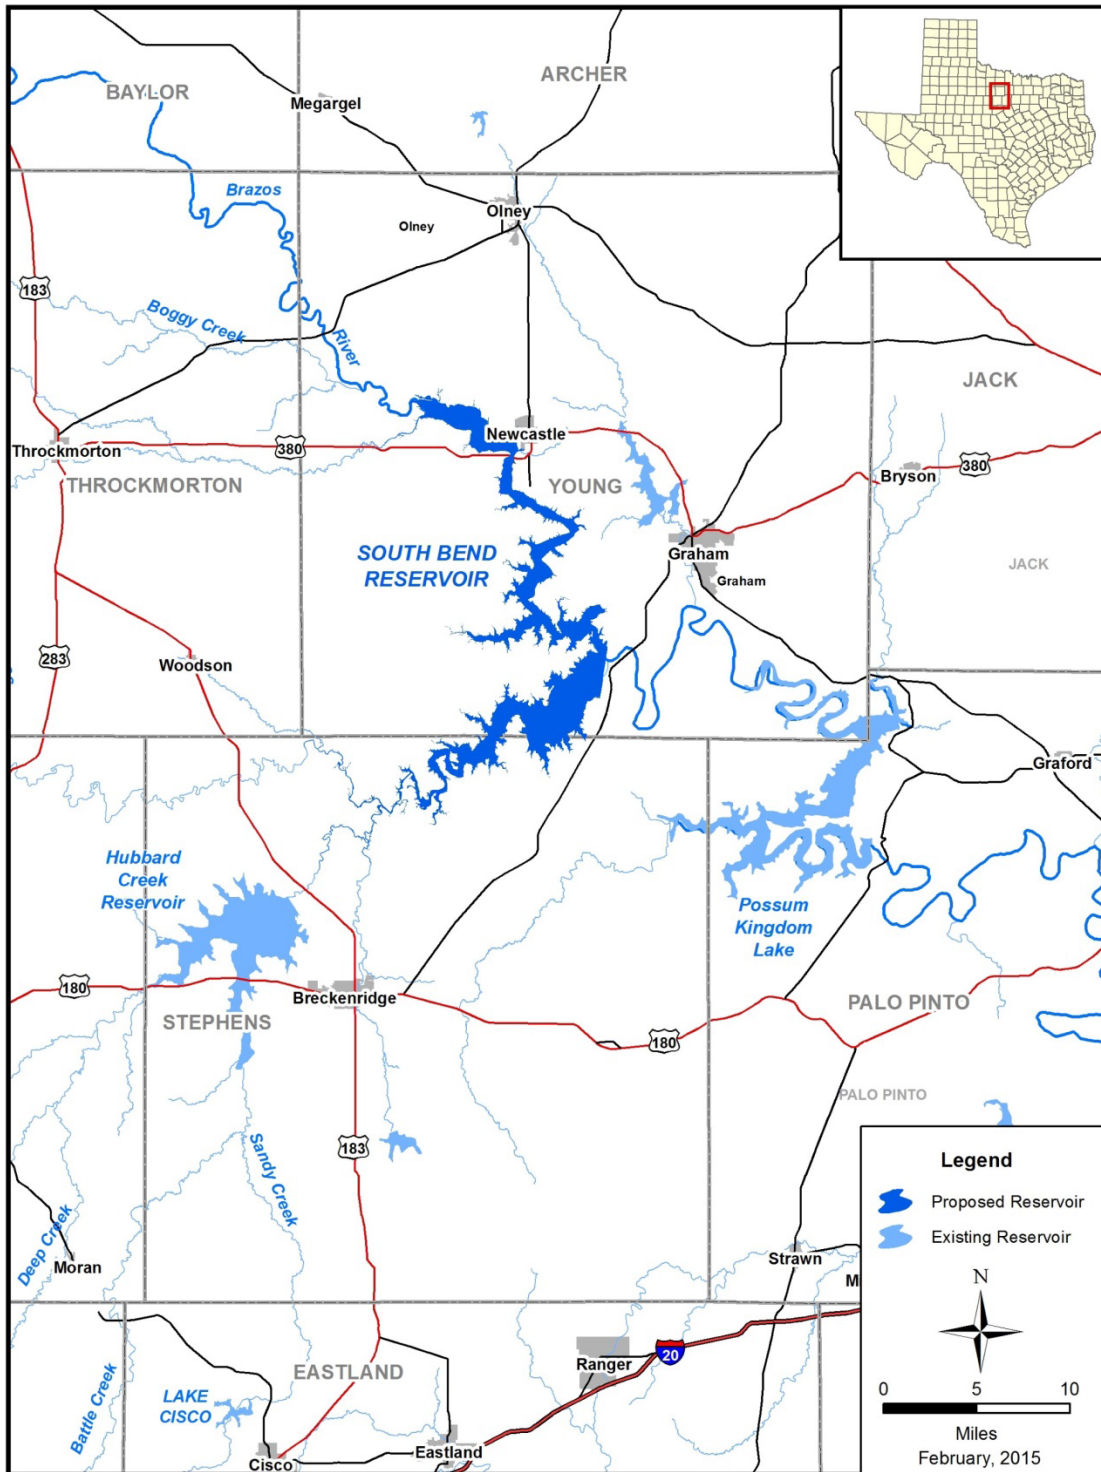 ARCHER
BAYLOR
Megargel
Brazos
Olney
Olney
183
Boggy Creek
River
JACK
Newcastle
380
Throckmorton
THROCKMORTON
YOUNG
Bryson
380
SOUTH BEND
RESERVOIR
Graham
Graham
JACK
283
Woodson
Graford
Hubbard
Creek
Reservoir
Possum
Kingdom
Lake
180
Breckenridge
STEPHENS
180
PALO PINTO
PALO PINTO
183
Sandy Creek
Deep Creek
Moran
Strawn
M
Legend
Proposed Reservoir
Existing Reservoir
N
20
Ranger
EASTLAND
LAKE
CISCO
Battle Creek
Cisco
Eastland
0 5 10
Miles
February, 2015